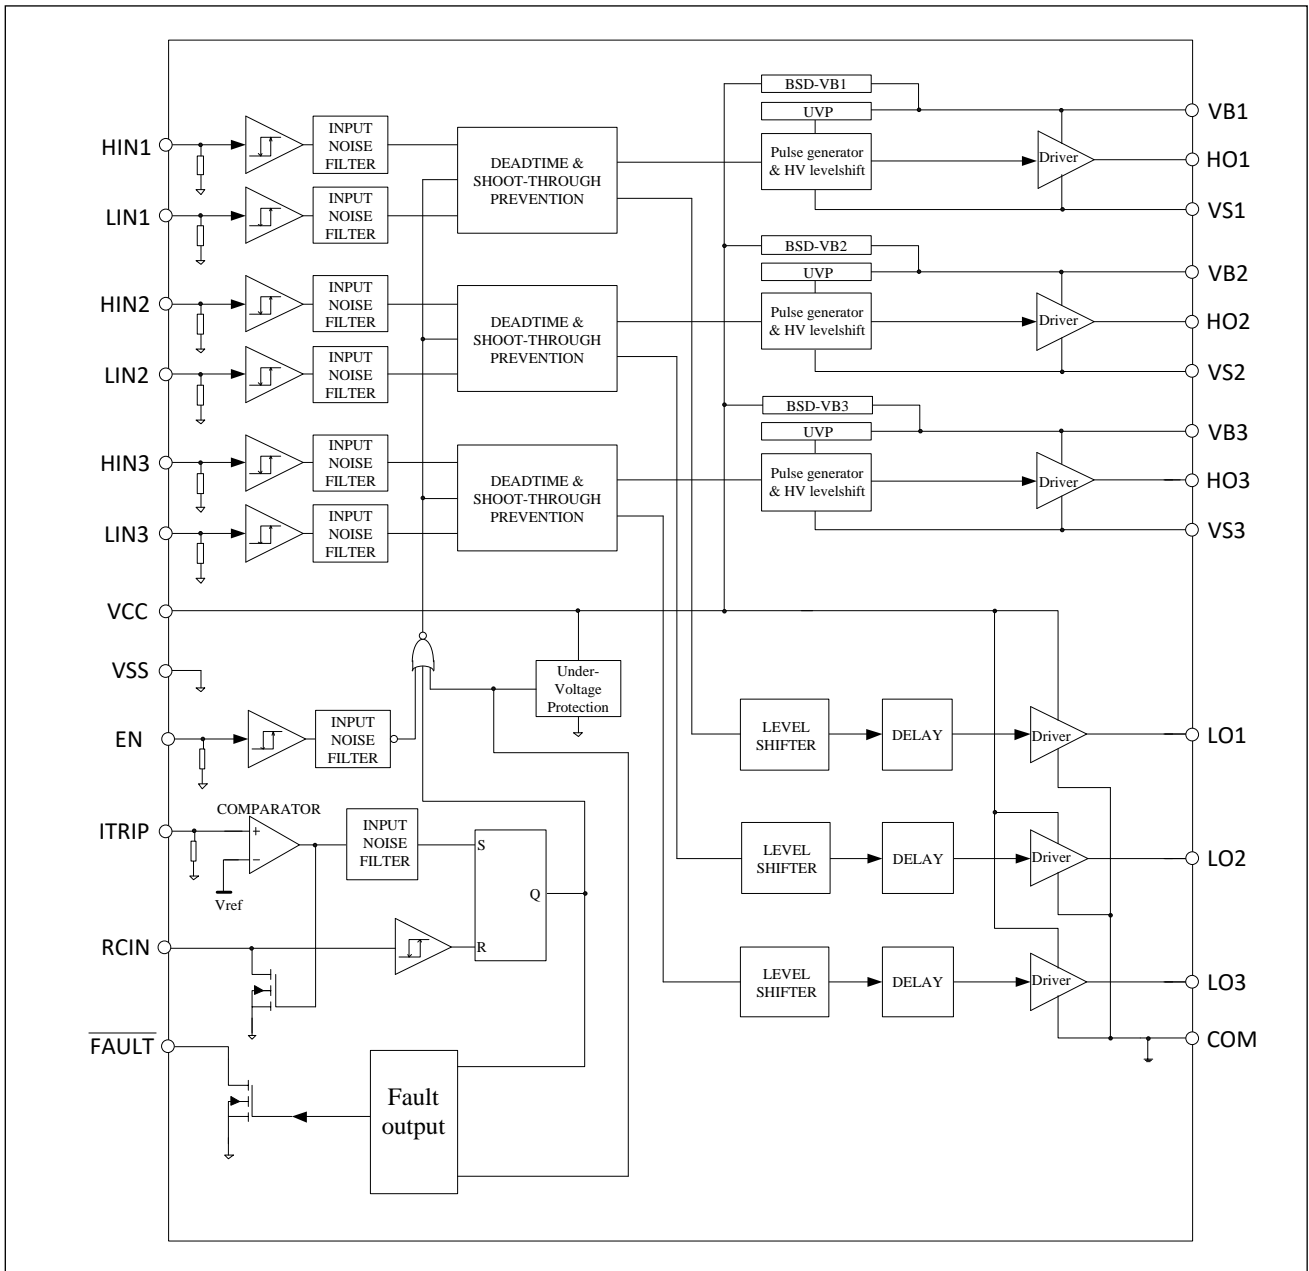 BSD-VB1
UVP
VB1
HIN1
INPUT
NOISE
FILTER
DEADTIME &
SHOOT-THROUGH
PREVENTION
Pulse generator
& HV levelshift
Driver
HO1
LIN1
INPUT
NOISE
FILTER
VS1
BSD-VB2
UVP
VB2
HIN2
INPUT
NOISE
FILTER
DEADTIME &
SHOOT-THROUGH
PREVENTION
Pulse generator
& HV levelshift
Driver
HO2
LIN2
INPUT
NOISE
FILTER
VS2
BSD-VB3
UVP
VB3
HIN3
INPUT
NOISE
FILTER
DEADTIME &
SHOOT-THROUGH
PREVENTION
Pulse generator
& HV levelshift
Driver
HO3
LIN3
INPUT
NOISE
FILTER
VS3
VCC
VSS
Under-
Voltage
Protection
EN
INPUT
NOISE
FILTER
LEVEL
SHIFTER
DELAY
Driver
LO1
COMPARATOR
ITRIP
+
−
Vref
INPUT
NOISE
FILTER
S
Q
R
LEVEL
SHIFTER
DELAY
Driver
LO2
RCIN
LEVEL
SHIFTER
DELAY
Driver
LO3
FAULT
COM
Fault
output